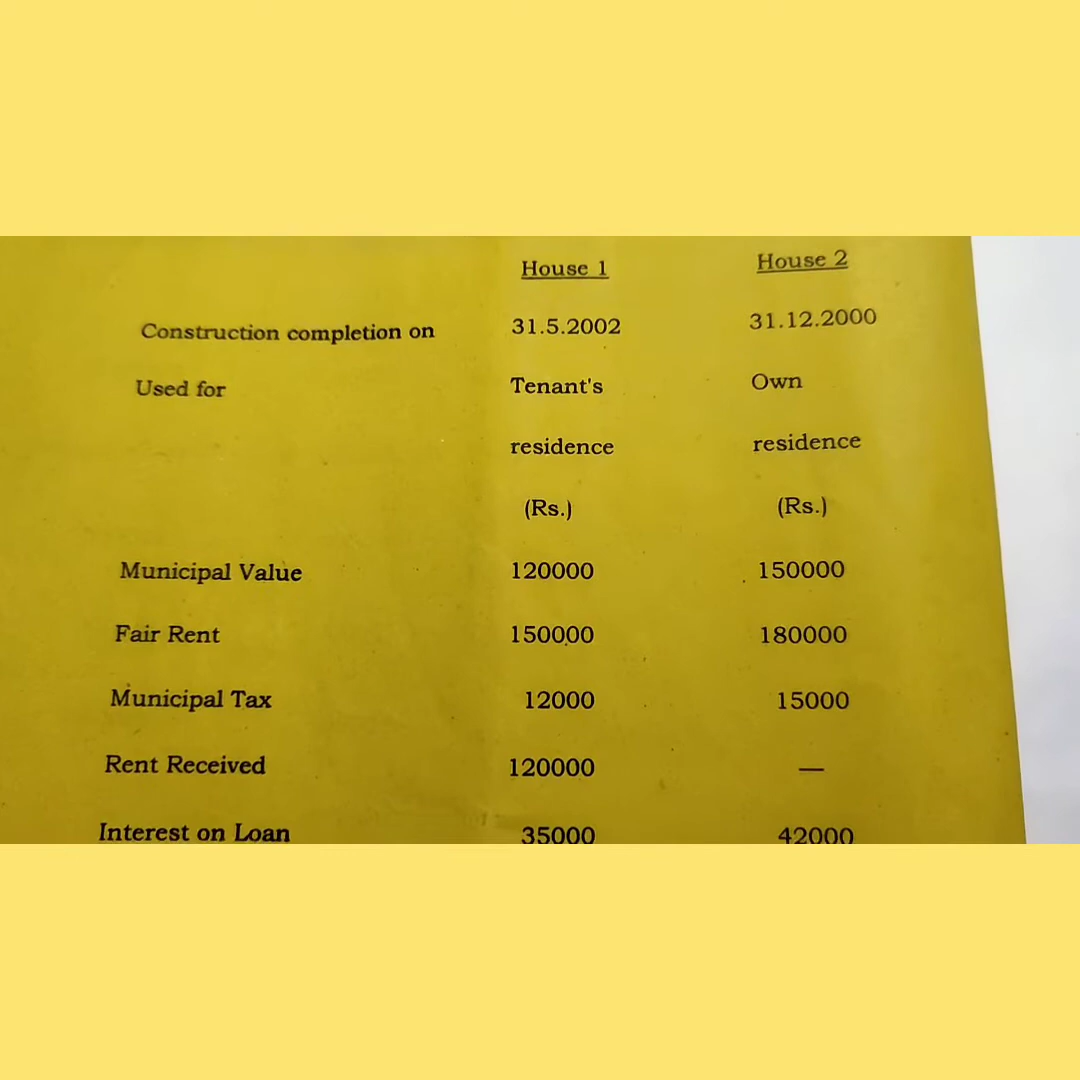 House 1 House 2
Construction completion on 31.5.2002 31.12.2000
Used for Tenant's Own
residence residence
(Rs.) (Rs.)
Municipal Value 120000 150000
Fair Rent 150000 180000
Municipal Tax 12000 15000
Rent Received 120000 —
Interest on Loan 35000 42000